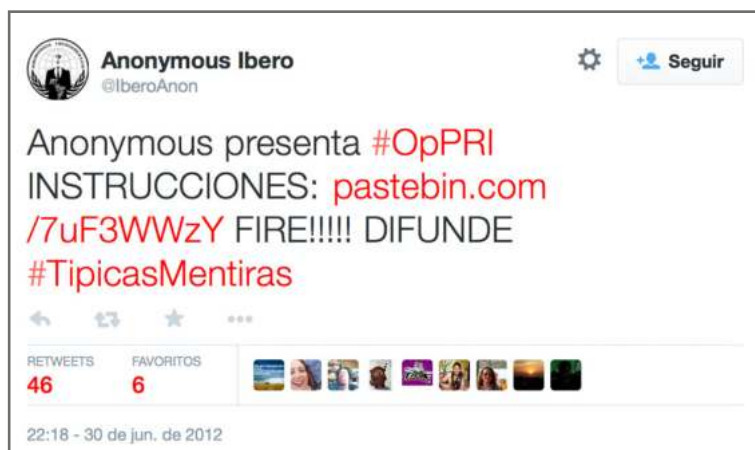 Anonymous Ibero
@IberoAnon
Seguir
Anonymous presenta #OpPRI
INSTRUCCIONES: pastebin.com
/7uF3WWzY FIRE!!!!! DIFUNDE
#TipicasMentiras
RETWEETS
FAVORITOS
46
6
22:18 - 30 de jun. de 2012